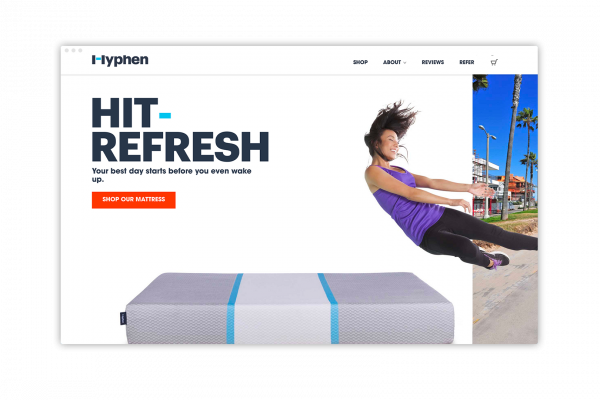 Hyphen
SHOP ABOUT REVIEWS REFER
HIT-
REFRESH
Your best day starts before you even wake
up.
SHOP OUR MATTRESS